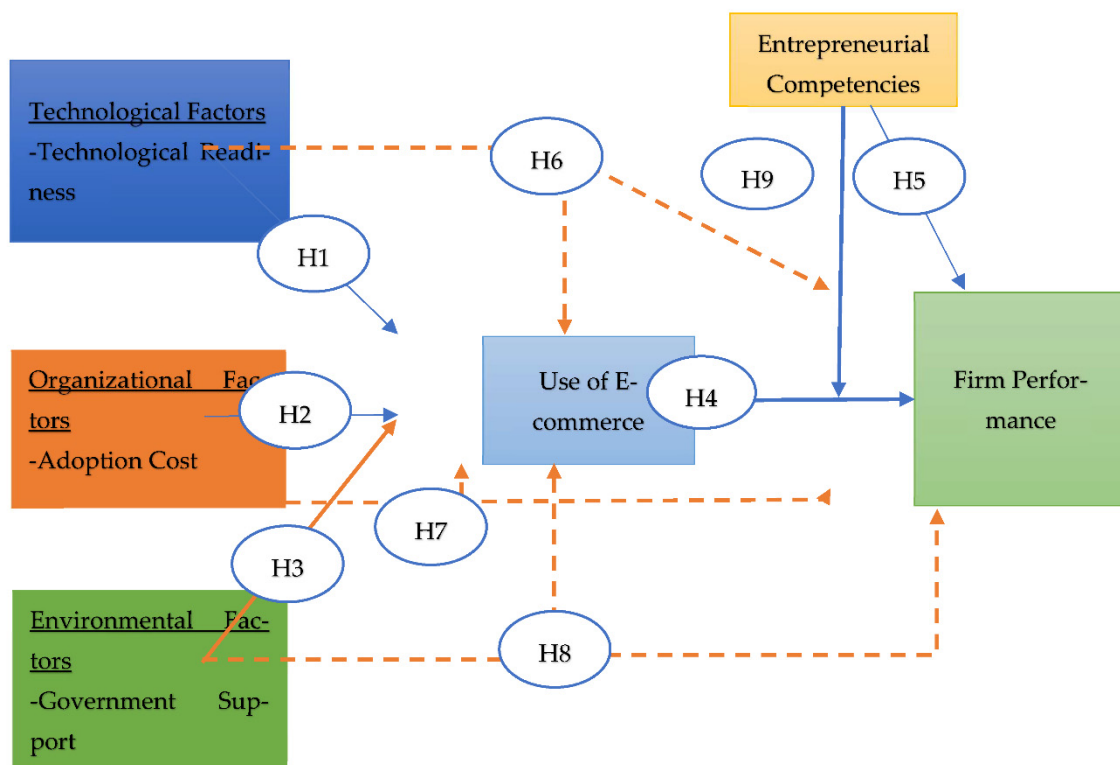 Entrepreneurial
Competencies
Technological Factors
-Technological Readi-
ness
H6
H9
H5
H1
Organizational Fac-
tors
-Adoption Cost
H2
Use of E-
commerce
H4
Firm Perfor-
mance
H7
H3
Environmental Fac-
tors
-Government Sup-
port
H8